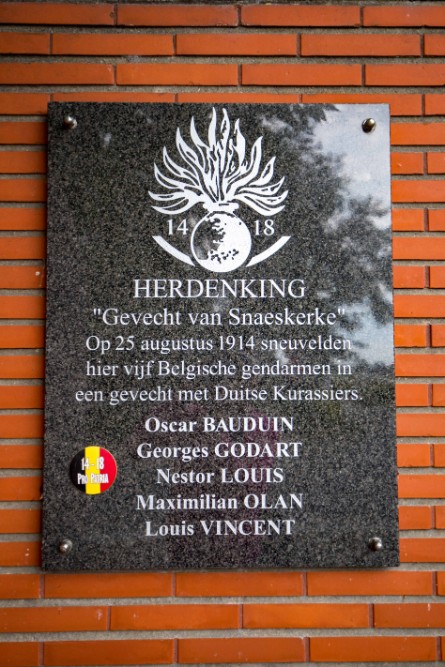 14 18
HERDENKING
"Gevecht van Snaeskerke"
Op 25 augustus 1914 sneuvelden
hier vijf Belgische gendarmen in
een gevecht met Duitse Kurassiers.
Oscar BAUDUIN
Georges GODART
Nestor LOUIS
Maximilian OLAN
Louis VINCENT
14 - 18
PRO PATRIA